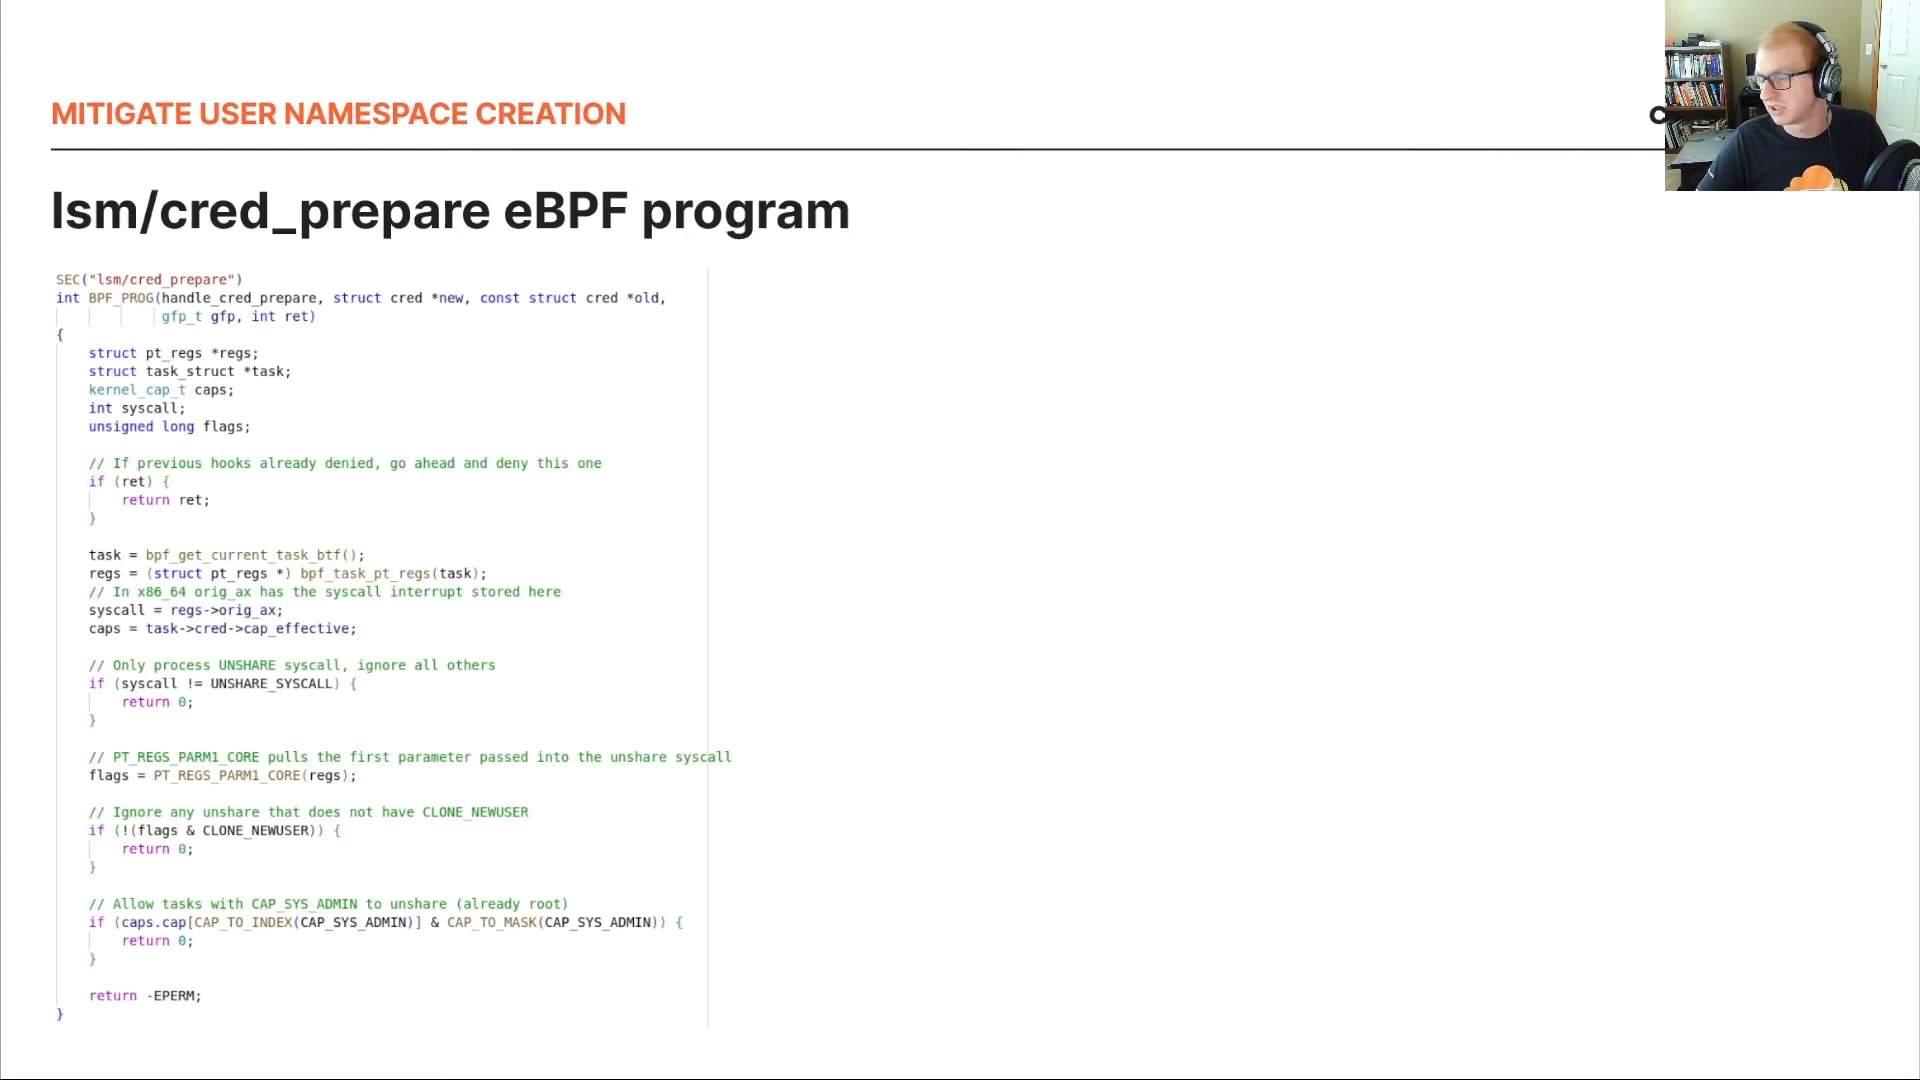 MITIGATE USER NAMESPACE CREATION
lsm/cred_prepare eBPF program
SEC("lsm/cred_prepare")
int BPF_PROG(handle_cred_prepare, struct cred *new, const struct cred *old,
gfp_t gfp, int ret)
{
struct pt_regs *regs;
struct task_struct *task;
kernel_cap_t caps;
int syscall;
unsigned long flags;
// If previous hooks already denied, go ahead and deny this one
if (ret) {
return ret;
}
task = bpf_get_current_task_btf();
regs = (struct pt_regs *) bpf_task_pt_regs(task);
// In x86_64 orig_ax has the syscall interrupt stored here
syscall = regs->orig_ax;
caps = task->cred->cap_effective;
// Only process UNSHARE syscall, ignore all others
if (syscall != UNSHARE_SYSCALL) {
return 0;
}
// PT_REGS_PARM1_CORE pulls the first parameter passed into the unshare syscall
flags = PT_REGS_PARM1_CORE(regs);
// Ignore any unshare that does not have CLONE_NEWUSER
if (!(flags & CLONE_NEWUSER)) {
return 0;
}
// Allow tasks with CAP_SYS_ADMIN to unshare (already root)
if (caps.cap[CAP_TO_INDEX(CAP_SYS_ADMIN)] & CAP_TO_MASK(CAP_SYS_ADMIN)) {
return 0;
}
return -EPERM;
}